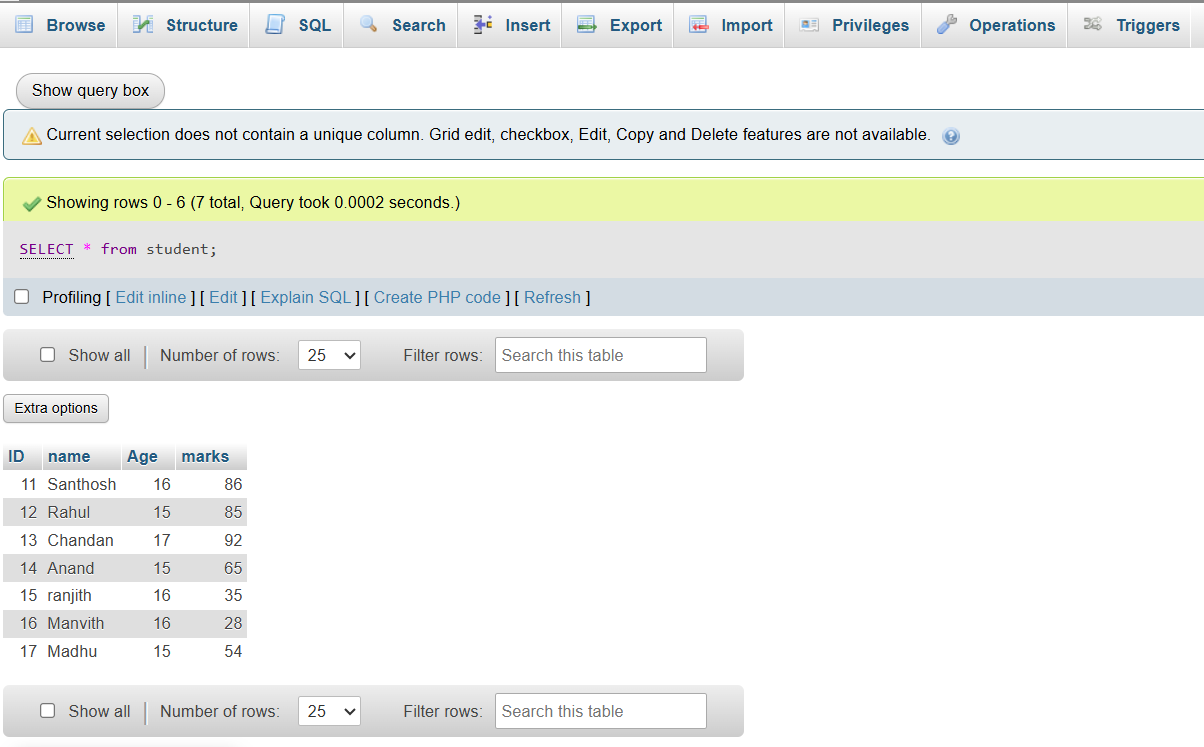 Browse Structure SQL Search Insert Export Import Privileges Operations Triggers
Show query box
Current selection does not contain a unique column. Grid edit, checkbox, Edit, Copy and Delete features are not available.
Showing rows 0 - 6 (7 total, Query took 0.0002 seconds.)
SELECT * from student;
Profiling [ Edit inline ] [ Edit ] [ Explain SQL ] [ Create PHP code ] [ Refresh ]
Show all | Number of rows: 25 Filter rows: Search this table
Extra options
ID name Age marks
11 Santhosh 16 86
12 Rahul 15 85
13 Chandan 17 92
14 Anand 15 65
15 ranjith 16 35
16 Manvith 16 28
17 Madhu 15 54
Show all | Number of rows: 25 Filter rows: Search this table